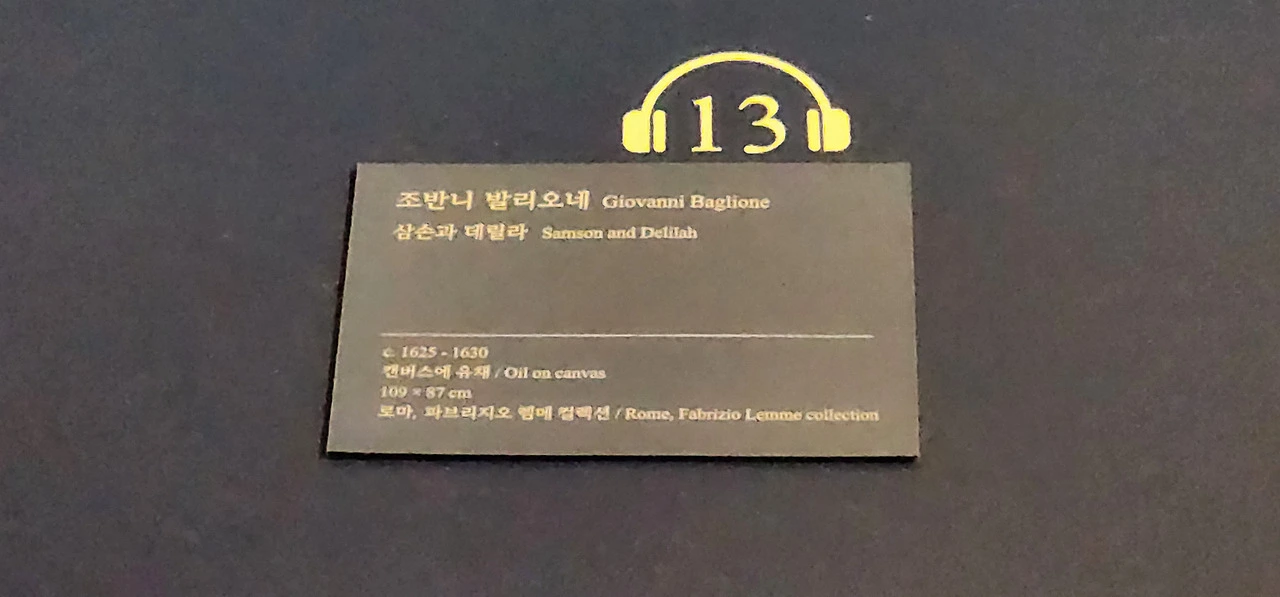 13
조반니 발리오네 Giovanni Baglione
삼손과 데릴라 Samson and Delilah
c. 1625 - 1630
캔버스에 유채 / Oil on canvas
109 × 87 cm
로마, 파브리지오 렘메 컬렉션 / Rome, Fabrizio Lemme collection